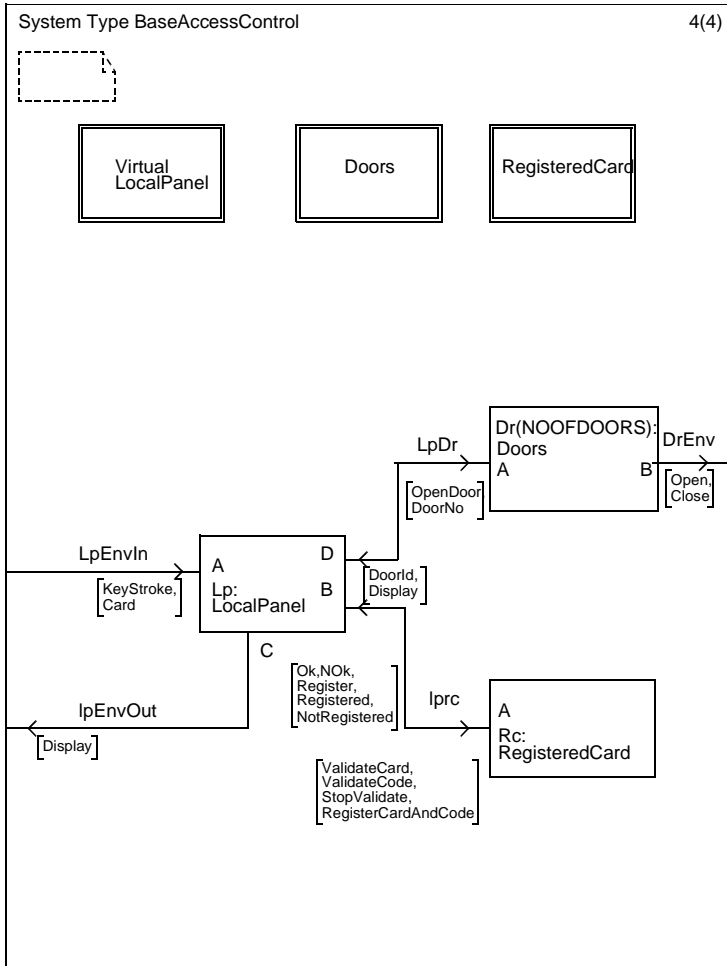 System Type BaseAccessControl
4(4)
Virtual
LocalPanel
Doors
RegisteredCard
Dr(NOOFDOORS):
Doors
A
B
DrEnv
[Open,
Close]
LpDr
[OpenDoor,
DoorNo]
LpEnvIn
[KeyStroke,
Card]
A
D
Lp:
LocalPanel
B
C
[DoorId,
Display]
[Ok,NOk,
Register,
Registered,
NotRegistered]
lprc
A
Rc:
RegisteredCard
lpEnvOut
[Display]
[ValidateCard,
ValidateCode,
StopValidate,
RegisterCardAndCode]